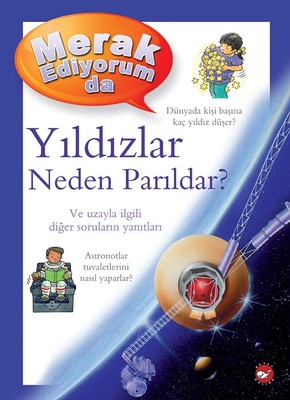 Merak
Ediyorum
da
Dünyada kişi başına
kaç yıldız düşer?
Yıldızlar
Neden Parıldar?
Ve uzayla ilgili
diğer soruların yanıtları
Astronotlar
tuvaletlerini
nasıl yaparlar?